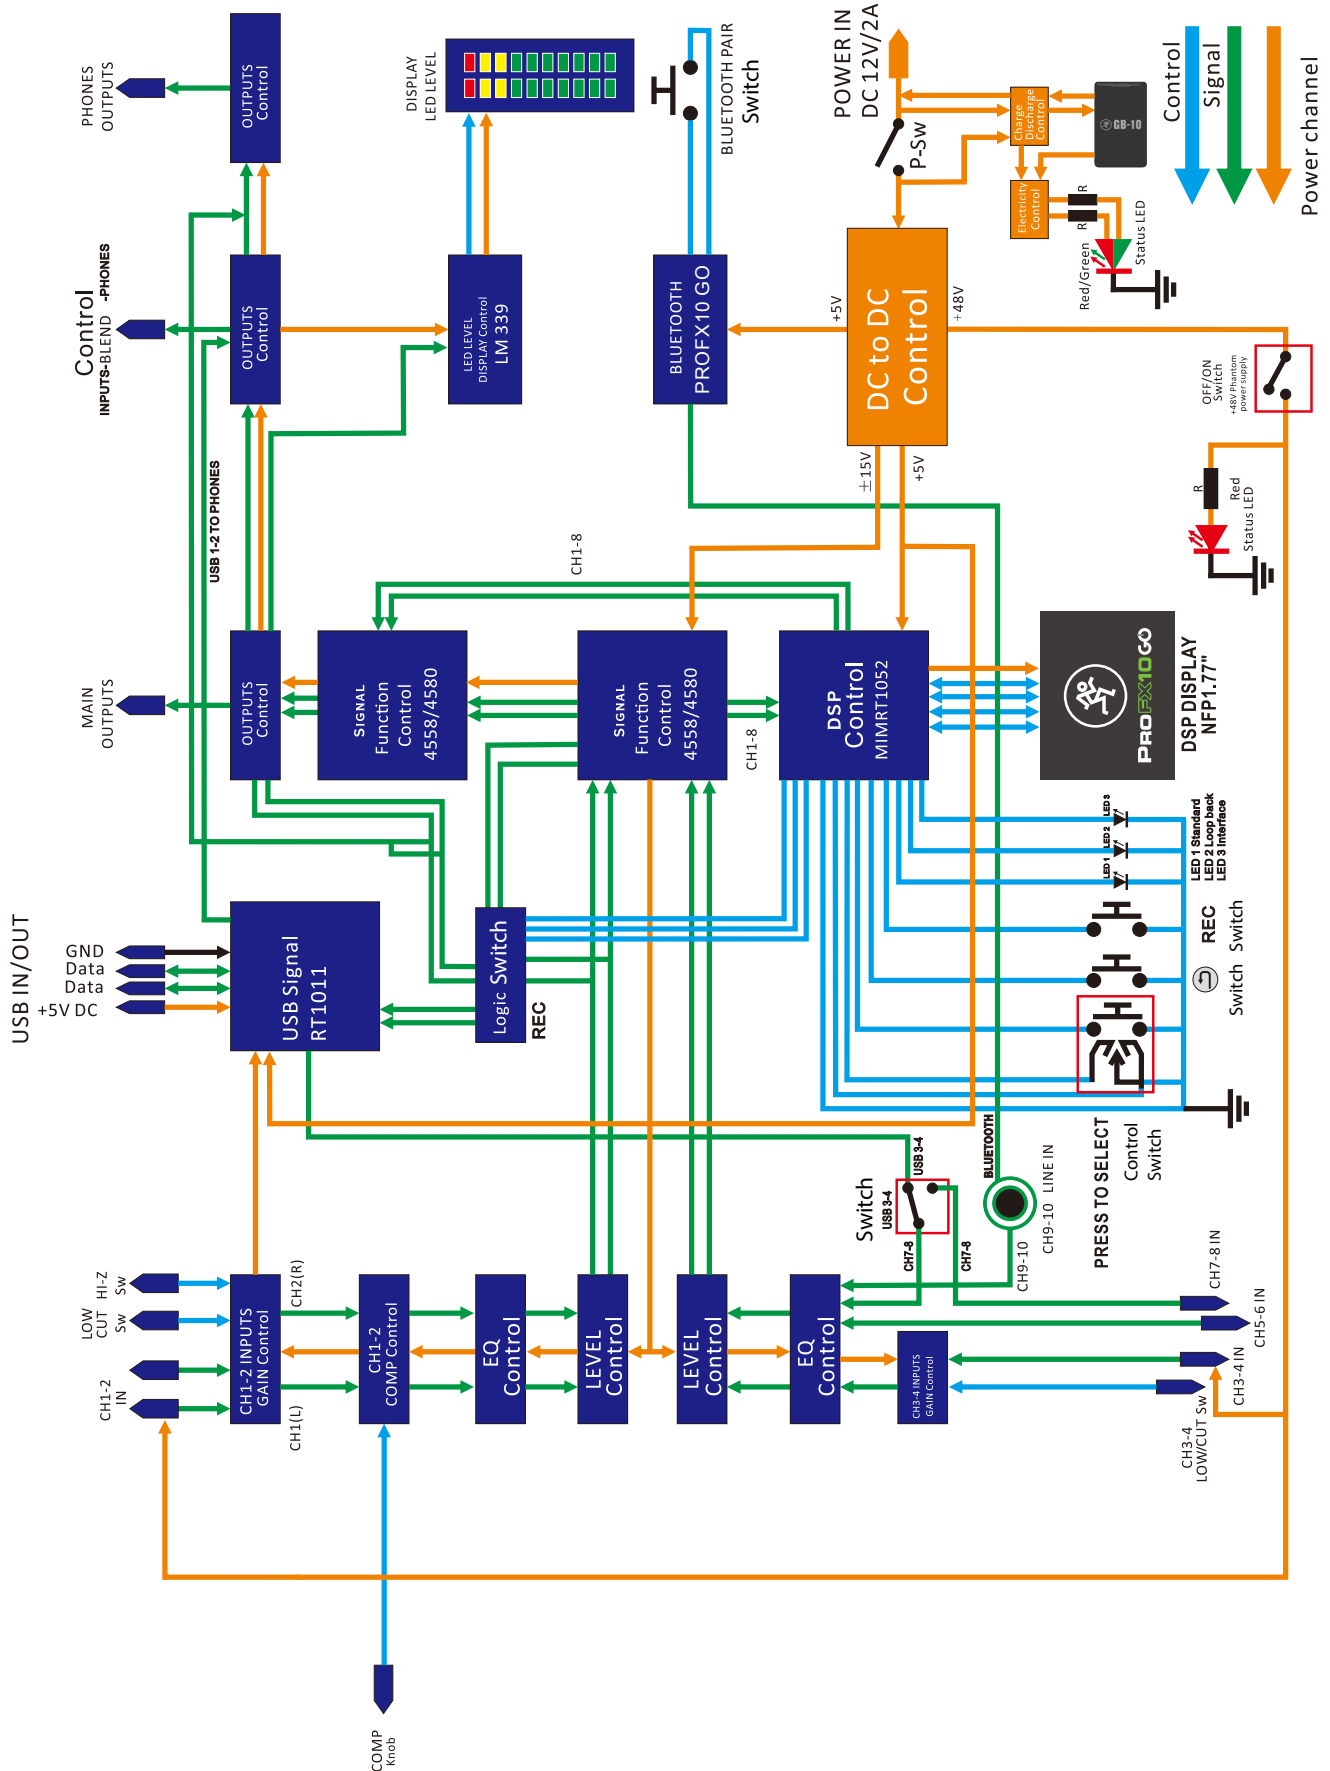 PHONES
OUTPUTS
OUTPUTS
Control
DISPLAY
LED LEVEL
BLUETOOTH PAIR
Switch
POWER IN
DC 12V/2A
P-Sw
Charge
Discharge
Control
GB-10
Electricity
Control
R
R
Red/Green
Status LED
Control
Signal
Power channel
Control
INPUTS-BLEND -PHONES
OUTPUTS
Control
LED LEVEL
DISPLAY Control
LM 339
BLUETOOTH
PROFX10 GO
+5V
DC to DC
Control
+48V
±15V
+5V
OFF/ON
Switch
+48V Phantom
power supply
R
Red
Status LED
USB 1-2 TO PHONES
CH1-8
MAIN
OUTPUTS
OUTPUTS
Control
SIGNAL
Function
Control
4558/4580
SIGNAL
Function
Control
4558/4580
CH1-8
DSP
Control
MIMRT1052
PROFX10GO
DSP DISPLAY
NFP1.77"
USB IN/OUT
GND
Data
Data
+5V DC
USB Signal
RT1011
Logic Switch
REC
LED 1
LED 2
LED 3
LED 1 Standard
LED 2 Loop back
LED 3 Interface
REC
Switch
Switch
PRESS TO SELECT
Control
Switch
Switch
USB 3-4
USB 3-4
CH7-8
CH7-8
BLUETOOTH
CH9-10 LINE IN
CH9-10
HI-Z
Sw
LOW
CUT
Sw
CH1-2
IN
CH1-2 INPUTS
GAIN Control
CH2(R)
CH1(L)
CH1-2
COMP Control
EQ
Control
LEVEL
Control
LEVEL
Control
EQ
Control
CH3-4 INPUTS
GAIN Control
CH7-8 IN
CH5-6 IN
CH3-4 IN
CH3-4
LOW/CUT Sw
COMP
Knob